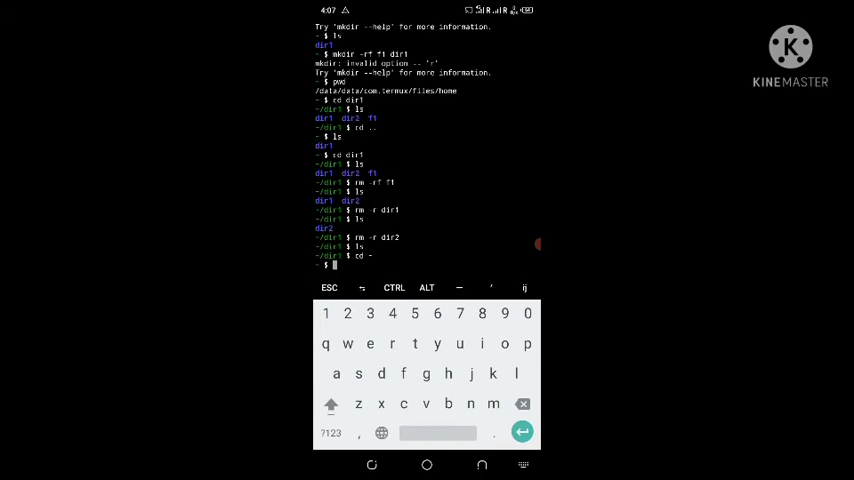 4:07
Try 'mkdir --help' for more information.
~ $ ls
dir1
~ $ mkdir -rf f1 dir1
mkdir: invalid option -- 'r'
Try 'mkdir --help' for more information.
~ $ pwd
/data/data/com.termux/files/home
~ $ cd dir1
~/dir1 $ ls
dir1 dir2 f1
~/dir1 $ cd ..
~ $ ls
dir1
~ $ cd dir1
~/dir1 $ ls
dir1 dir2 f1
~/dir1 $ rm -rf f1
~/dir1 $ ls
dir1 dir2
~/dir1 $ rm -r dir1
~/dir1 $ ls
dir2
~/dir1 $ rm -r dir2
~/dir1 $ ls
~/dir1 $ cd -
~ $
ESC CTRL ALT – ′ ij
1 2 3 4 5 6 7 8 9 0
q w e r t y u i o p
a s d f g h j k l
z x c v b n m
?123 , .
K
KINEMASTER